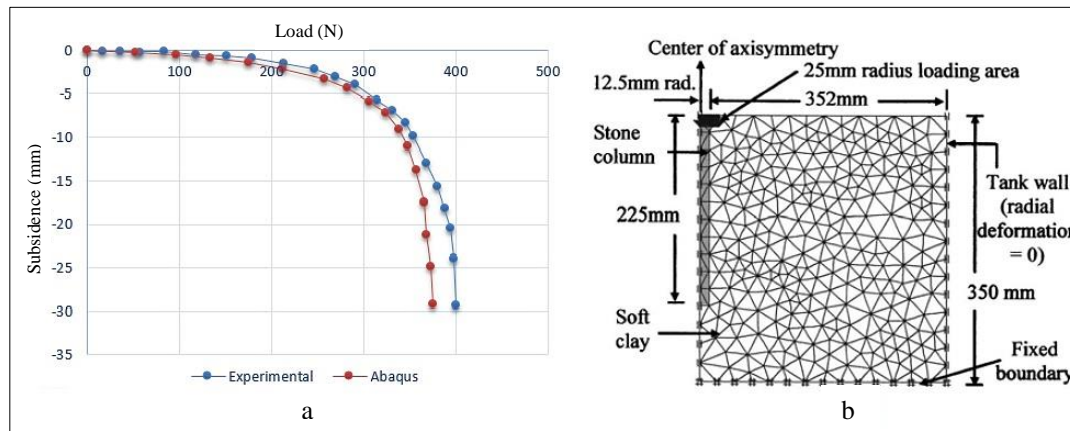 Load (N)
0
0 100 200 300 400 500
-5
-10
-15
-20
-25
-30
-35
Subsidence (mm)
Experimental Abaqus
a
Center of axisymmetry
12.5mm rad.
25mm radius loading area
352mm
Stone
column
225mm
Tank wall
(radial
deformation
= 0)
350 mm
Soft
clay
Fixed
boundary
b